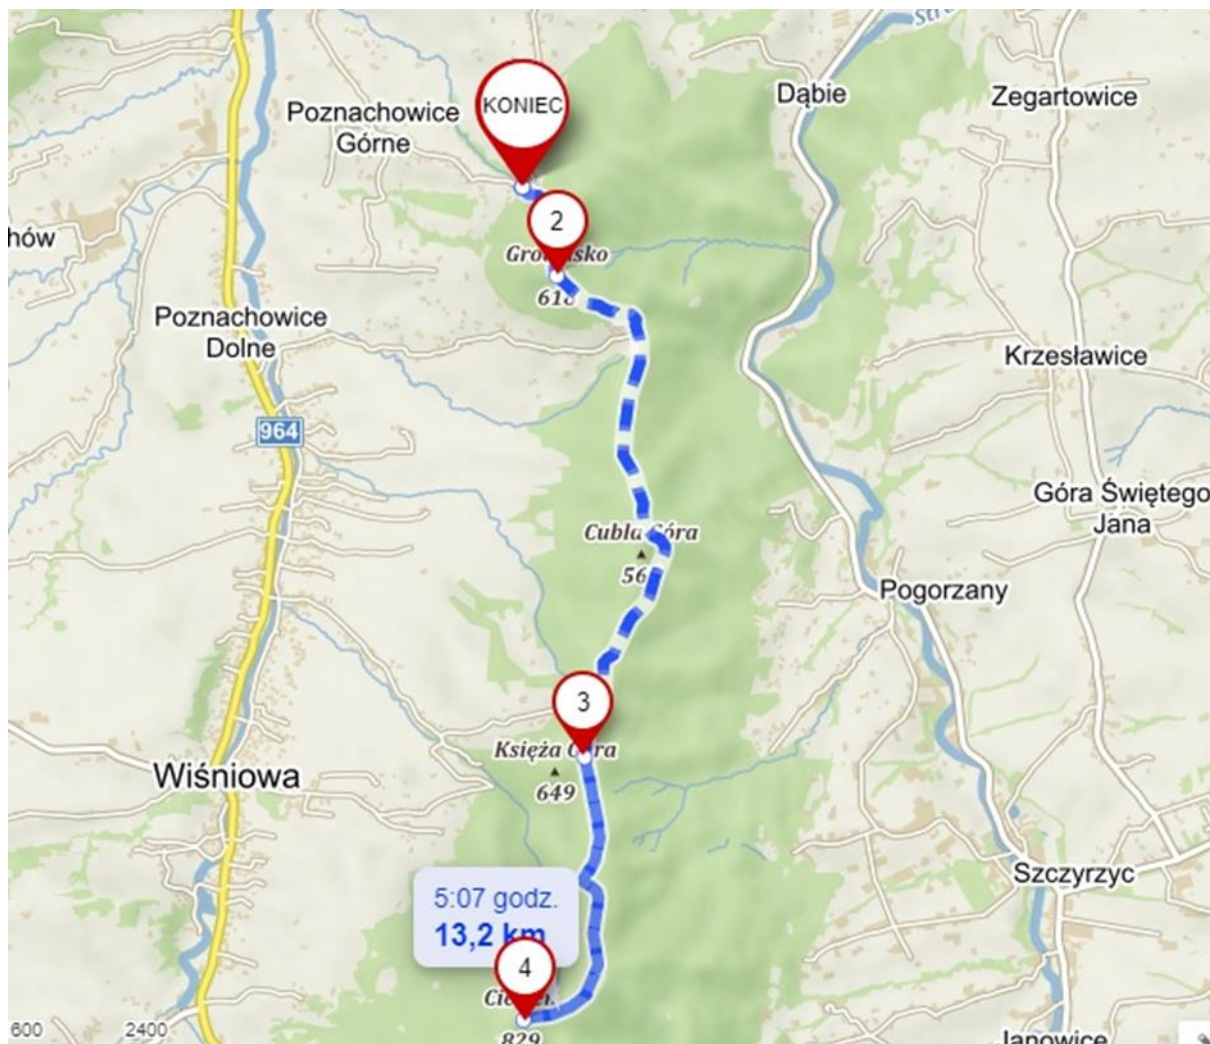 Poznachowice
Górne
KONIEC
Dąbie
Zegartowice
2
hów
Poznachowice
Dolne
Krzesławice
964
Góra Świętego
Jana
Góra
Pogorzany
3
Księża
649
Wiśniowa
Szczyrzyc
5:07 godz.
13,2 km
4
829
600
2400
Janowice